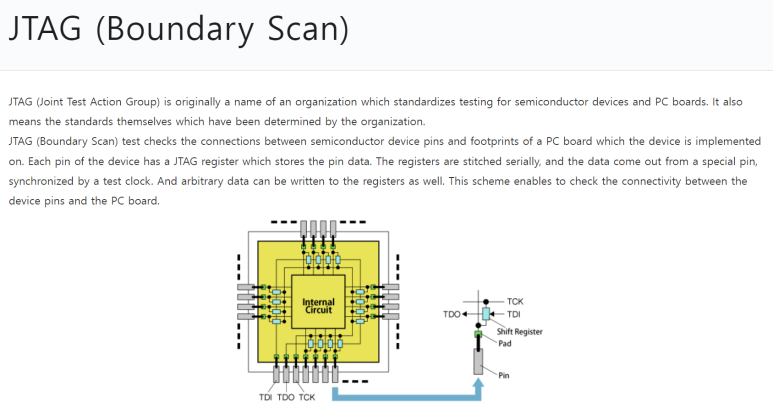 JTAG (Boundary Scan)
JTAG (Joint Test Action Group) is originally a name of an organization which standardizes testing for semiconductor devices and PC boards. It also
means the standards themselves which have been determined by the organization.
JTAG (Boundary Scan) test checks the connections between semiconductor device pins and footprints of a PC board which the device is implemented
on. Each pin of the device has a JTAG register which stores the pin data. The registers are stitched serially, and the data come out from a special pin,
synchronized by a test clock. And arbitrary data can be written to the registers as well. This scheme enables to check the connectivity between the
device pins and the PC board.
Internal
Circuit
TDI TDO TCK
TCK
TDO TDI
Shift Register
Pad
Pin